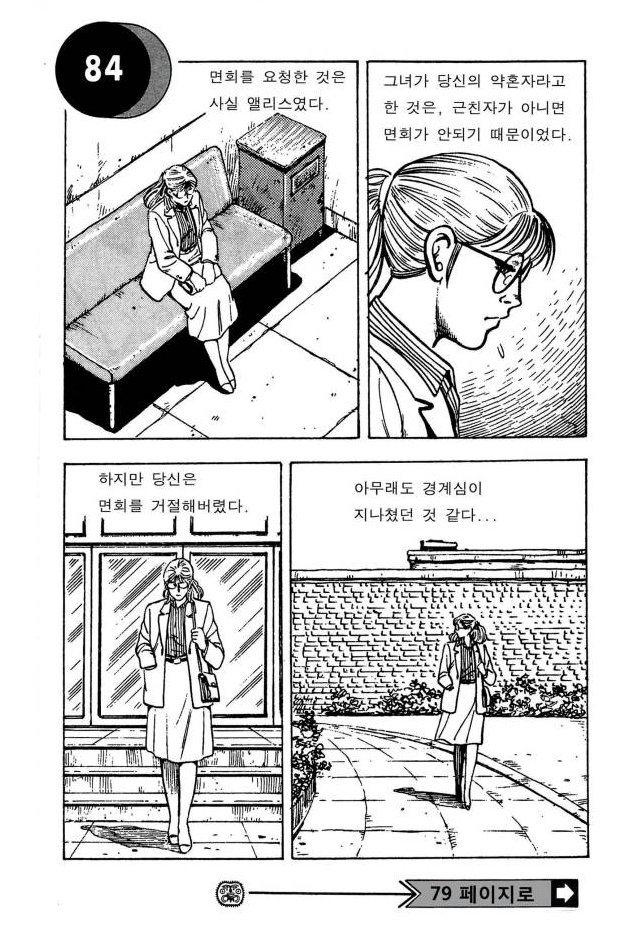 84
면회를 요청한 것은
사실 앨리스였다.
그녀가 당신의 약혼자라고
한 것은, 근친자가 아니면
면회가 안되기 때문이었다.
하지만 당신은
면회를 거절해버렸다.
아무래도 경계심이
지나쳤던 것 같다...
79 페이지로